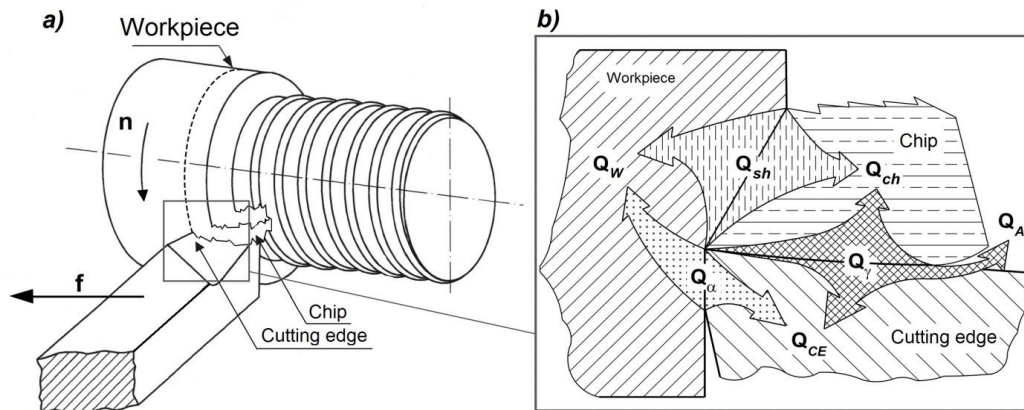 a)
Workpiece
n
f
Chip
Cutting edge
b)
Workpiece
Chip
Q_W
Q_sh
Q_ch
Q_A
Q_α
Q_γ
Q_CE
Cutting edge